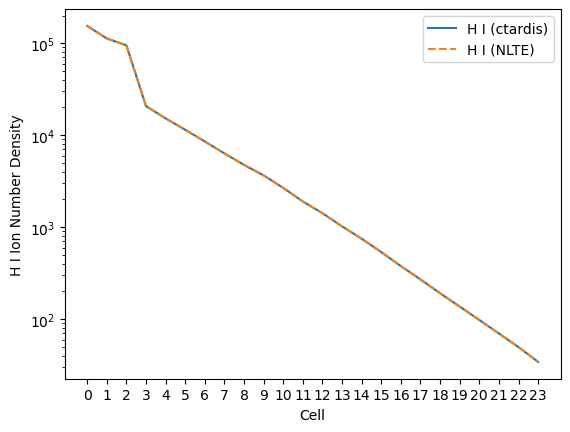 H I (ctardis)
H I (NLTE)
H I Ion Number Density
10^5
10^4
10^3
10^2
0 1 2 3 4 5 6 7 8 9 10 11 12 13 14 15 16 17 18 19 20 21 22 23
Cell